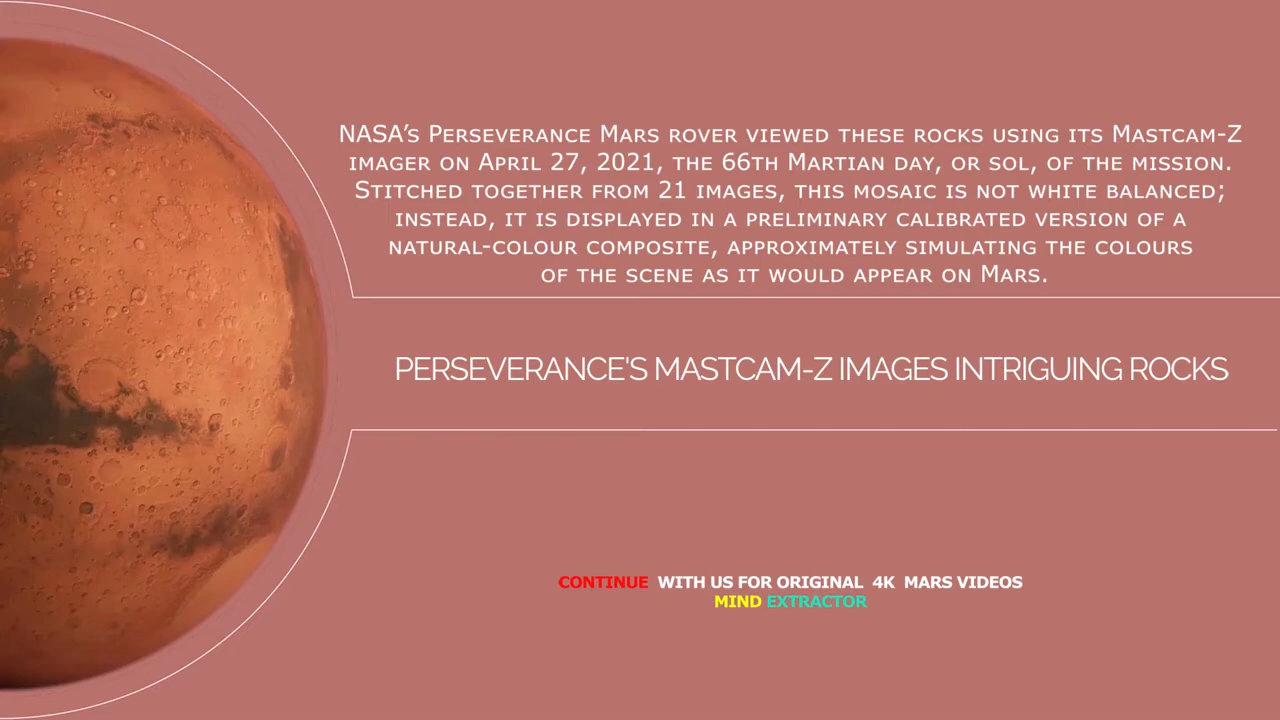 NASA's Perseverance Mars rover viewed these rocks using its Mastcam-Z
imager on April 27, 2021, the 66th Martian day, or sol, of the mission.
Stitched together from 21 images, this mosaic is not white balanced;
instead, it is displayed in a preliminary calibrated version of a
natural-colour composite, approximately simulating the colours
of the scene as it would appear on Mars.
PERSEVERANCE'S MASTCAM-Z IMAGES INTRIGUING ROCKS
CONTINUE WITH US FOR ORIGINAL 4K MARS VIDEOS
MIND EXTRACTOR